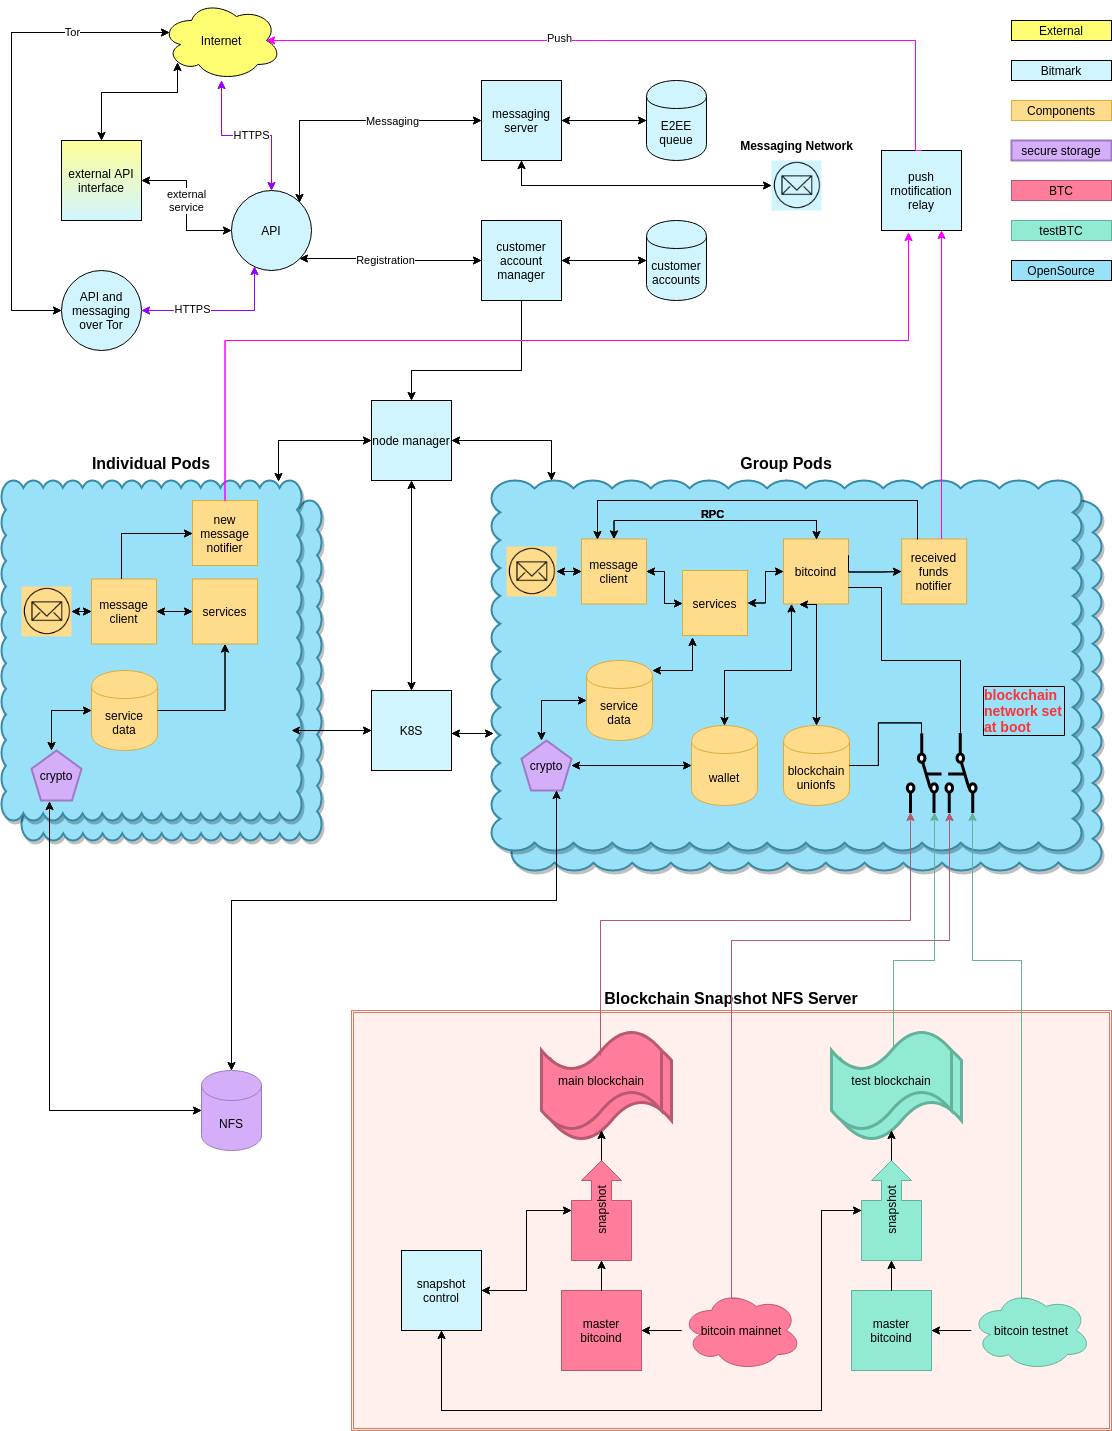 Tor
Internet
Push
External
Bitmark
Components
secure storage
BTC
testBTC
OpenSource
HTTPS
Messaging
messaging
server
E2EE
queue
Messaging Network
external API
interface
external
service
API
push
rnotification
relay
Registration
customer
account
manager
customer
accounts
API and
messaging
over Tor
HTTPS
node manager
Individual Pods
Group Pods
new
message
notifier
message
client
services
service
data
crypto
K8S
RPC
message
client
services
bitcoind
received
funds
notifier
service
data
crypto
wallet
blockchain
unionfs
blockchain
network set
at boot
NFS
Blockchain Snapshot NFS Server
main blockchain
test blockchain
snapshot
snapshot
snapshot
control
master
bitcoind
bitcoin mainnet
master
bitcoind
bitcoin testnet